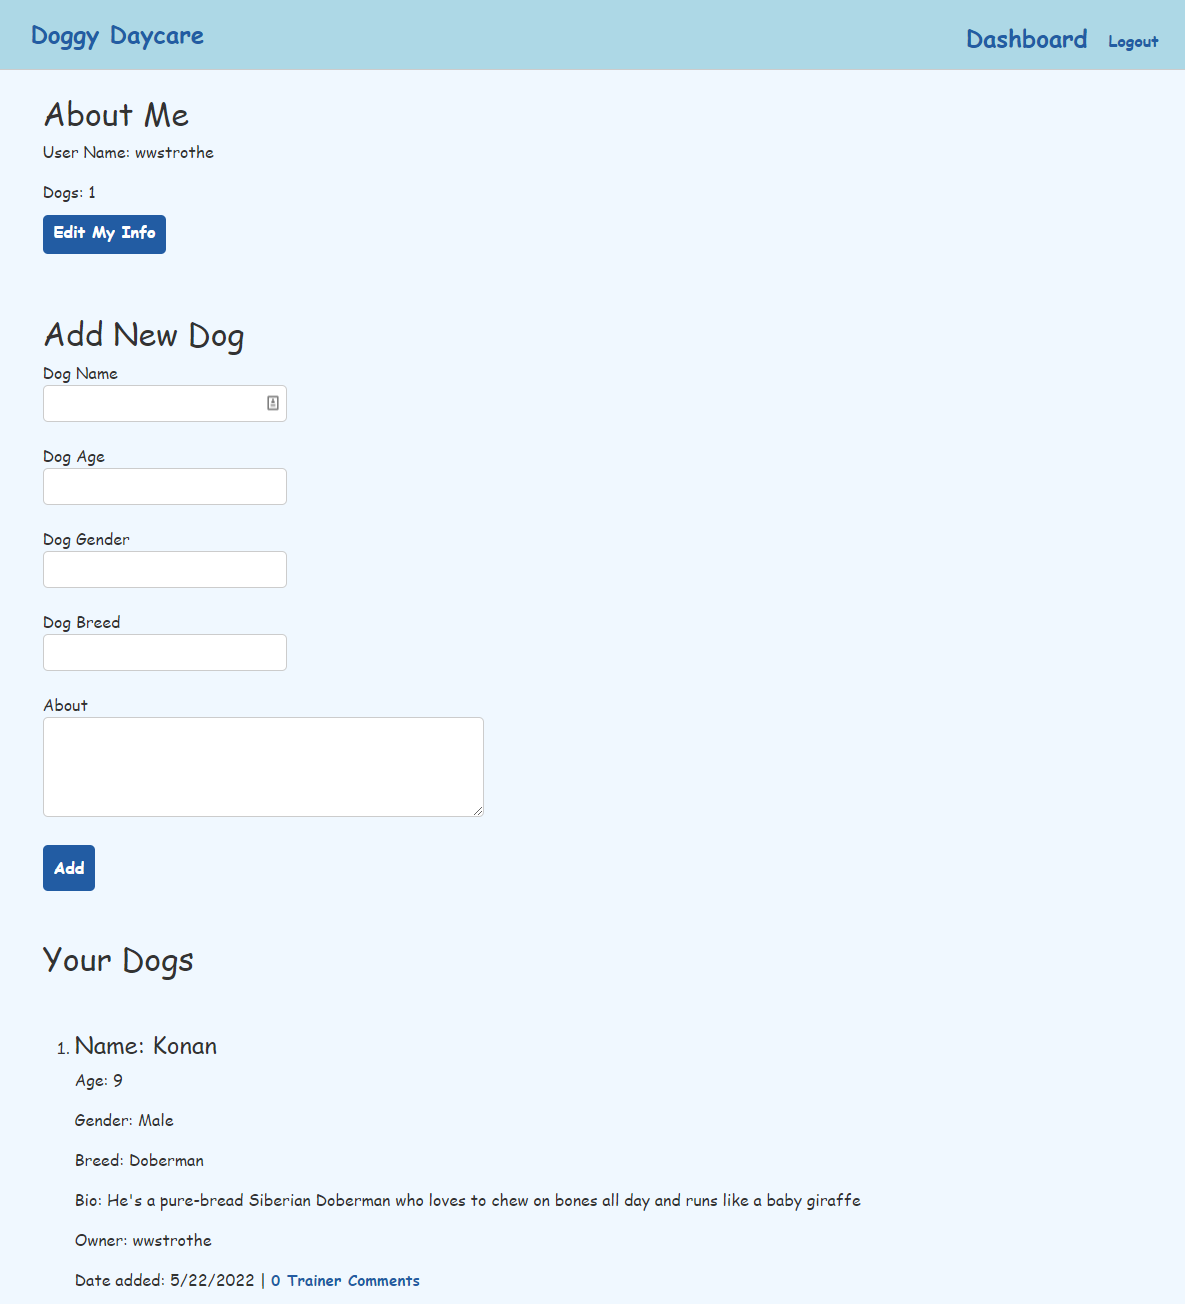 Doggy Daycare
Dashboard Logout
About Me
User Name: wwstrothe
Dogs: 1
Edit My Info
Add New Dog
Dog Name
Dog Age
Dog Gender
Dog Breed
About
Add
Your Dogs
1. Name: Konan
Age: 9
Gender: Male
Breed: Doberman
Bio: He's a pure-bread Siberian Doberman who loves to chew on bones all day and runs like a baby giraffe
Owner: wwstrothe
Date added: 5/22/2022 | 0 Trainer Comments